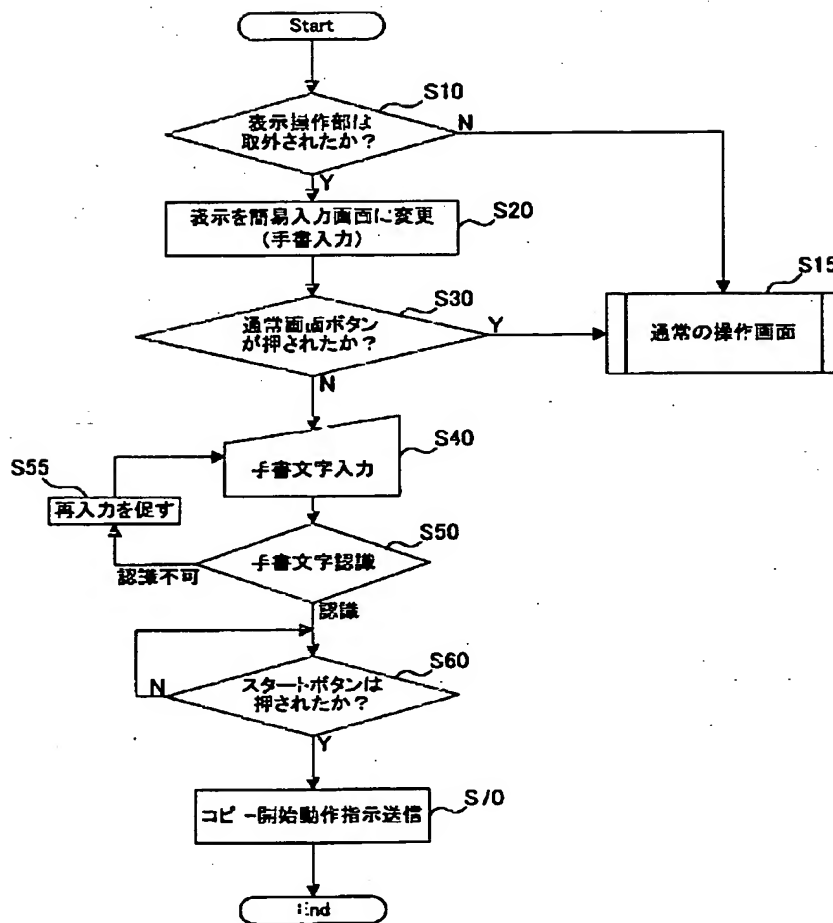 Start
S10
表示操作部は
取外されたか？
N
Y
表示を簡易入力画面に変更
(手書入力)
S20
S15
通常の操作画面
S30
通常画面ボタン
が押されたか？
Y
N
S40
手書文字入力
S55
再入力を促す
S50
手書文字認識
認識不可
認識
S60
スタートボタンは
押されたか？
N
Y
S70
コピー開始動作指示送信
End